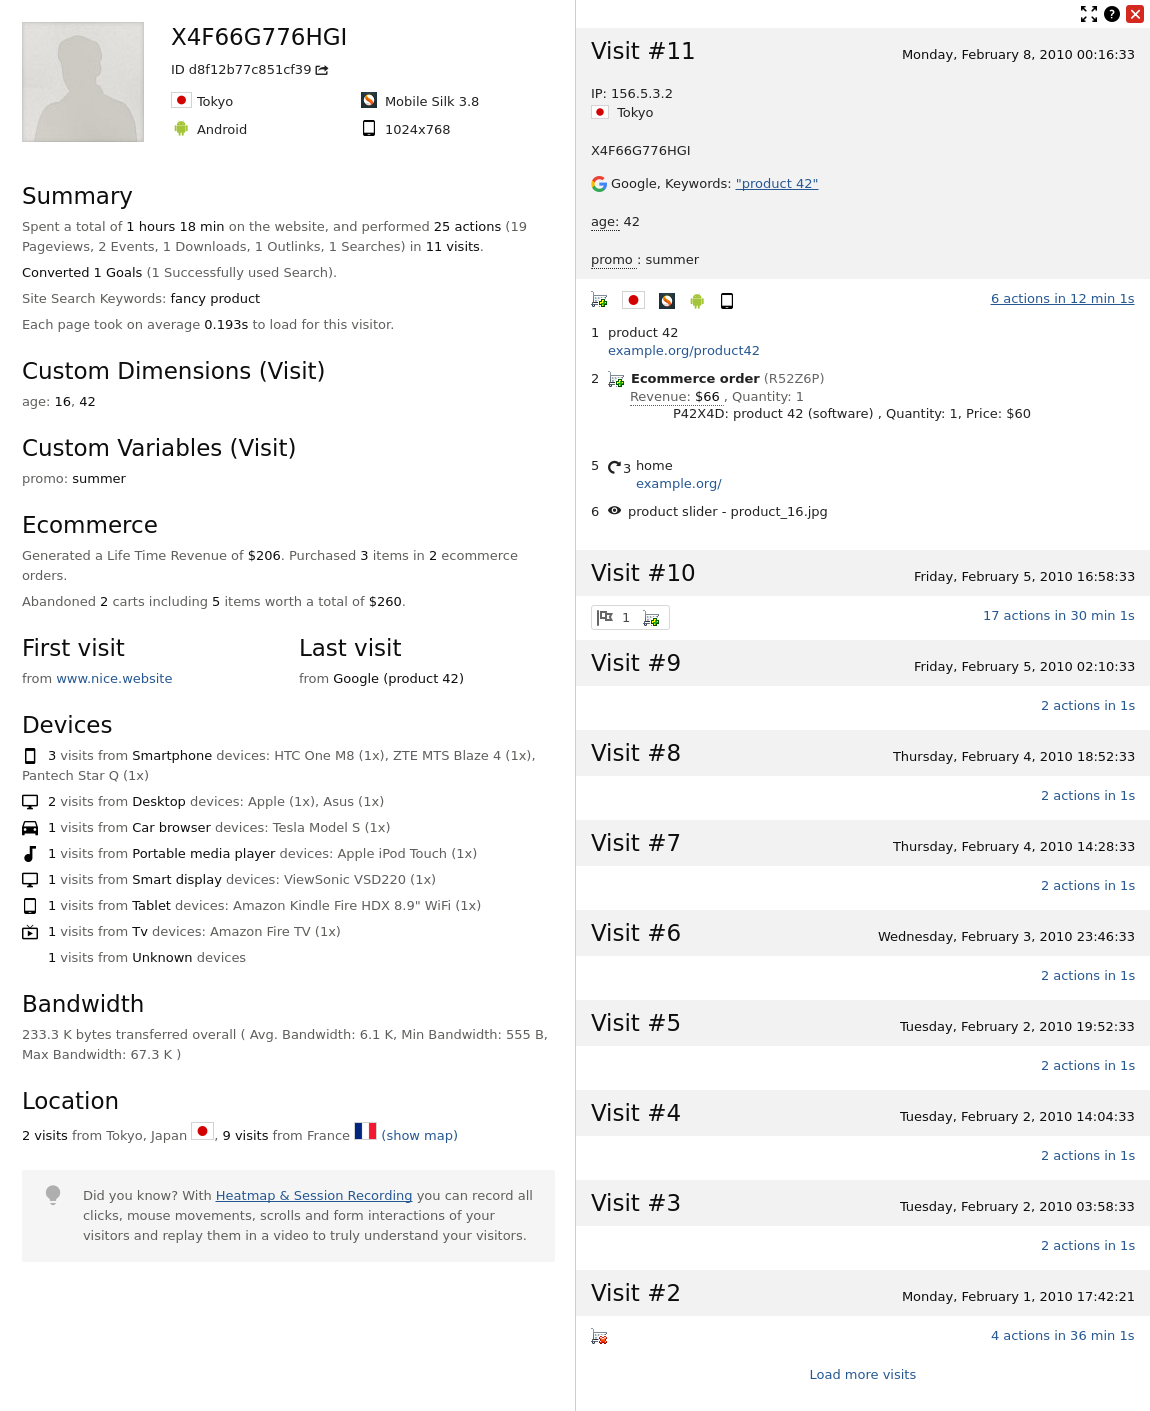 X4F66G776HGI
ID d8f12b77c851cf39
Tokyo
Mobile Silk 3.8
Android
1024x768
Summary
Spent a total of 1 hours 18 min on the website, and performed 25 actions (19
Pageviews, 2 Events, 1 Downloads, 1 Outlinks, 1 Searches) in 11 visits.
Converted 1 Goals (1 Successfully used Search).
Site Search Keywords: fancy product
Each page took on average 0.193s to load for this visitor.
Custom Dimensions (Visit)
age: 16, 42
Custom Variables (Visit)
promo: summer
Ecommerce
Generated a Life Time Revenue of $206. Purchased 3 items in 2 ecommerce
orders.
Abandoned 2 carts including 5 items worth a total of $260.
First visit
from www.nice.website
Last visit
from Google (product 42)
Devices
3 visits from Smartphone devices: HTC One M8 (1x), ZTE MTS Blaze 4 (1x),
Pantech Star Q (1x)
2 visits from Desktop devices: Apple (1x), Asus (1x)
1 visits from Car browser devices: Tesla Model S (1x)
1 visits from Portable media player devices: Apple iPod Touch (1x)
1 visits from Smart display devices: ViewSonic VSD220 (1x)
1 visits from Tablet devices: Amazon Kindle Fire HDX 8.9" WiFi (1x)
1 visits from Tv devices: Amazon Fire TV (1x)
1 visits from Unknown devices
Bandwidth
233.3 K bytes transferred overall ( Avg. Bandwidth: 6.1 K, Min Bandwidth: 555 B,
Max Bandwidth: 67.3 K )
Location
2 visits from Tokyo, Japan , 9 visits from France (show map)
Did you know? With Heatmap & Session Recording you can record all
clicks, mouse movements, scrolls and form interactions of your
visitors and replay them in a video to truly understand your visitors.
?
Visit #11
Monday, February 8, 2010 00:16:33
IP: 156.5.3.2
Tokyo
X4F66G776HGI
Google, Keywords: "product 42"
age: 42
promo : summer
6 actions in 12 min 1s
1 product 42
example.org/product42
2 Ecommerce order (R52Z6P)
Revenue: $66 , Quantity: 1
P42X4D: product 42 (software) , Quantity: 1, Price: $60
5 3 home
example.org/
6 product slider - product_16.jpg
Visit #10
Friday, February 5, 2010 16:58:33
1
17 actions in 30 min 1s
Visit #9
Friday, February 5, 2010 02:10:33
2 actions in 1s
Visit #8
Thursday, February 4, 2010 18:52:33
2 actions in 1s
Visit #7
Thursday, February 4, 2010 14:28:33
2 actions in 1s
Visit #6
Wednesday, February 3, 2010 23:46:33
2 actions in 1s
Visit #5
Tuesday, February 2, 2010 19:52:33
2 actions in 1s
Visit #4
Tuesday, February 2, 2010 14:04:33
2 actions in 1s
Visit #3
Tuesday, February 2, 2010 03:58:33
2 actions in 1s
Visit #2
Monday, February 1, 2010 17:42:21
4 actions in 36 min 1s
Load more visits